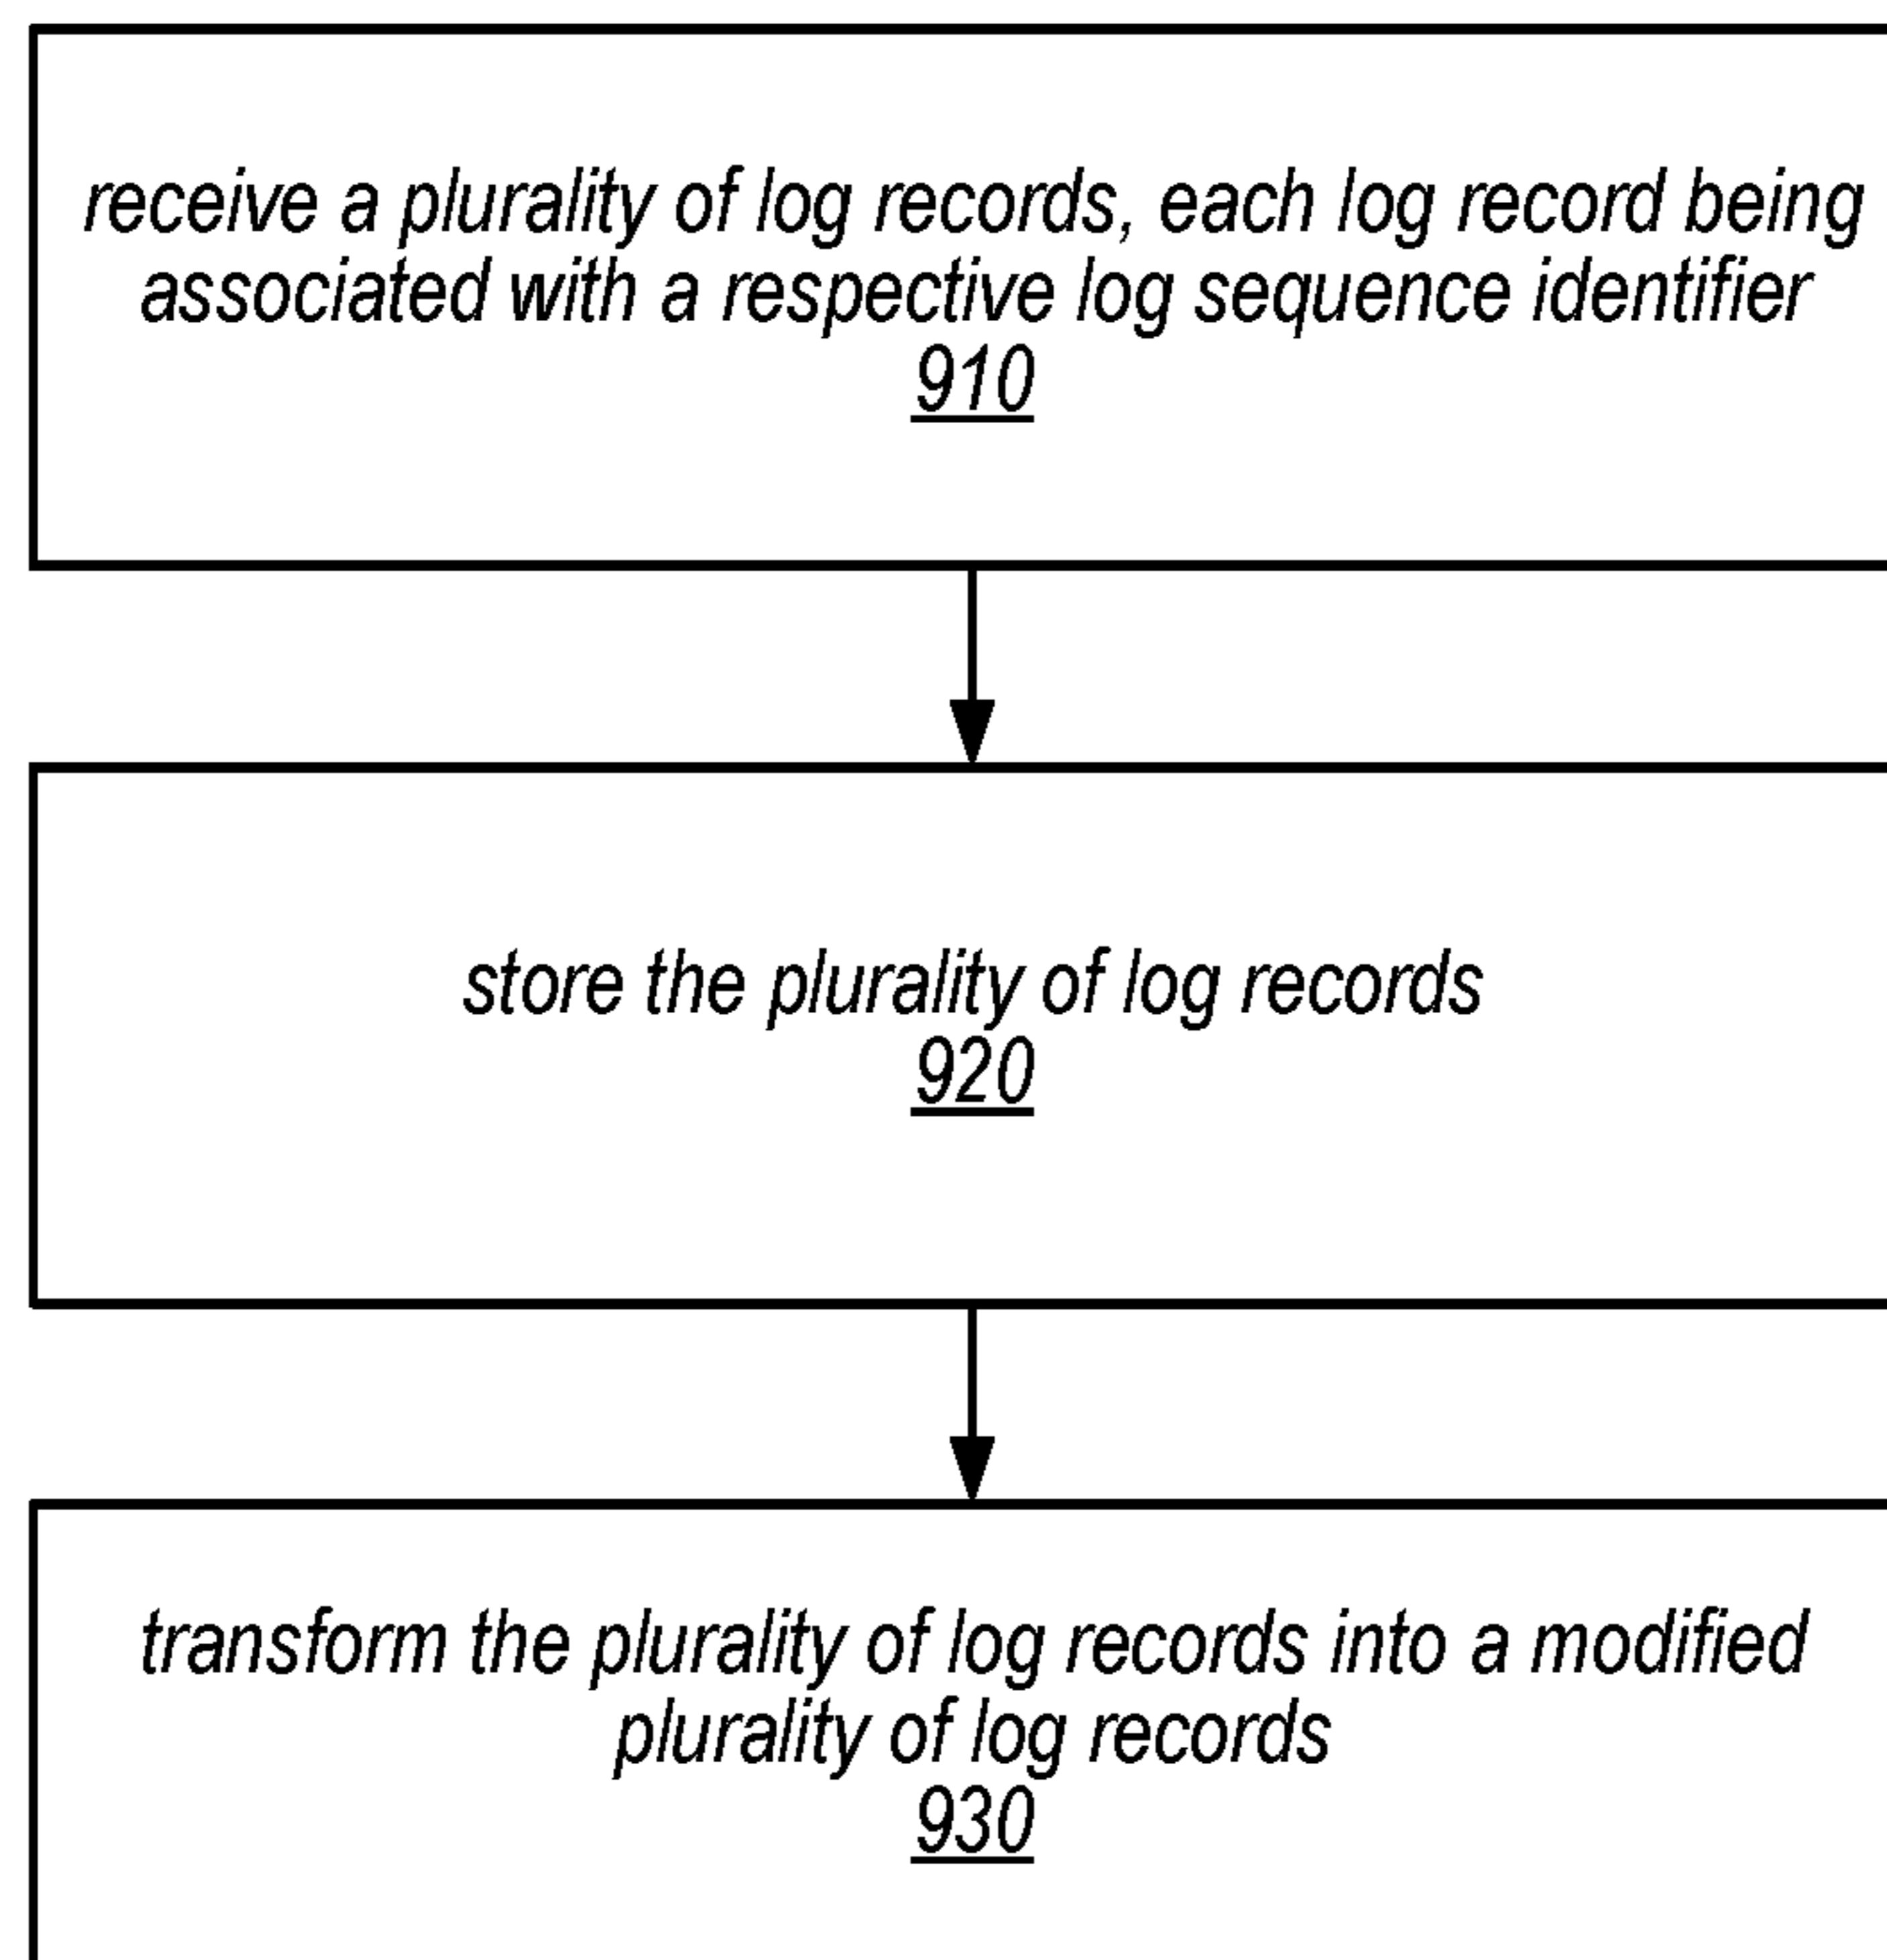 receive a plurality of log records, each log record being
associated with a respective log sequence identifier
910
store the plurality of log records
920
transform the plurality of log records into a modified
plurality of log records
930